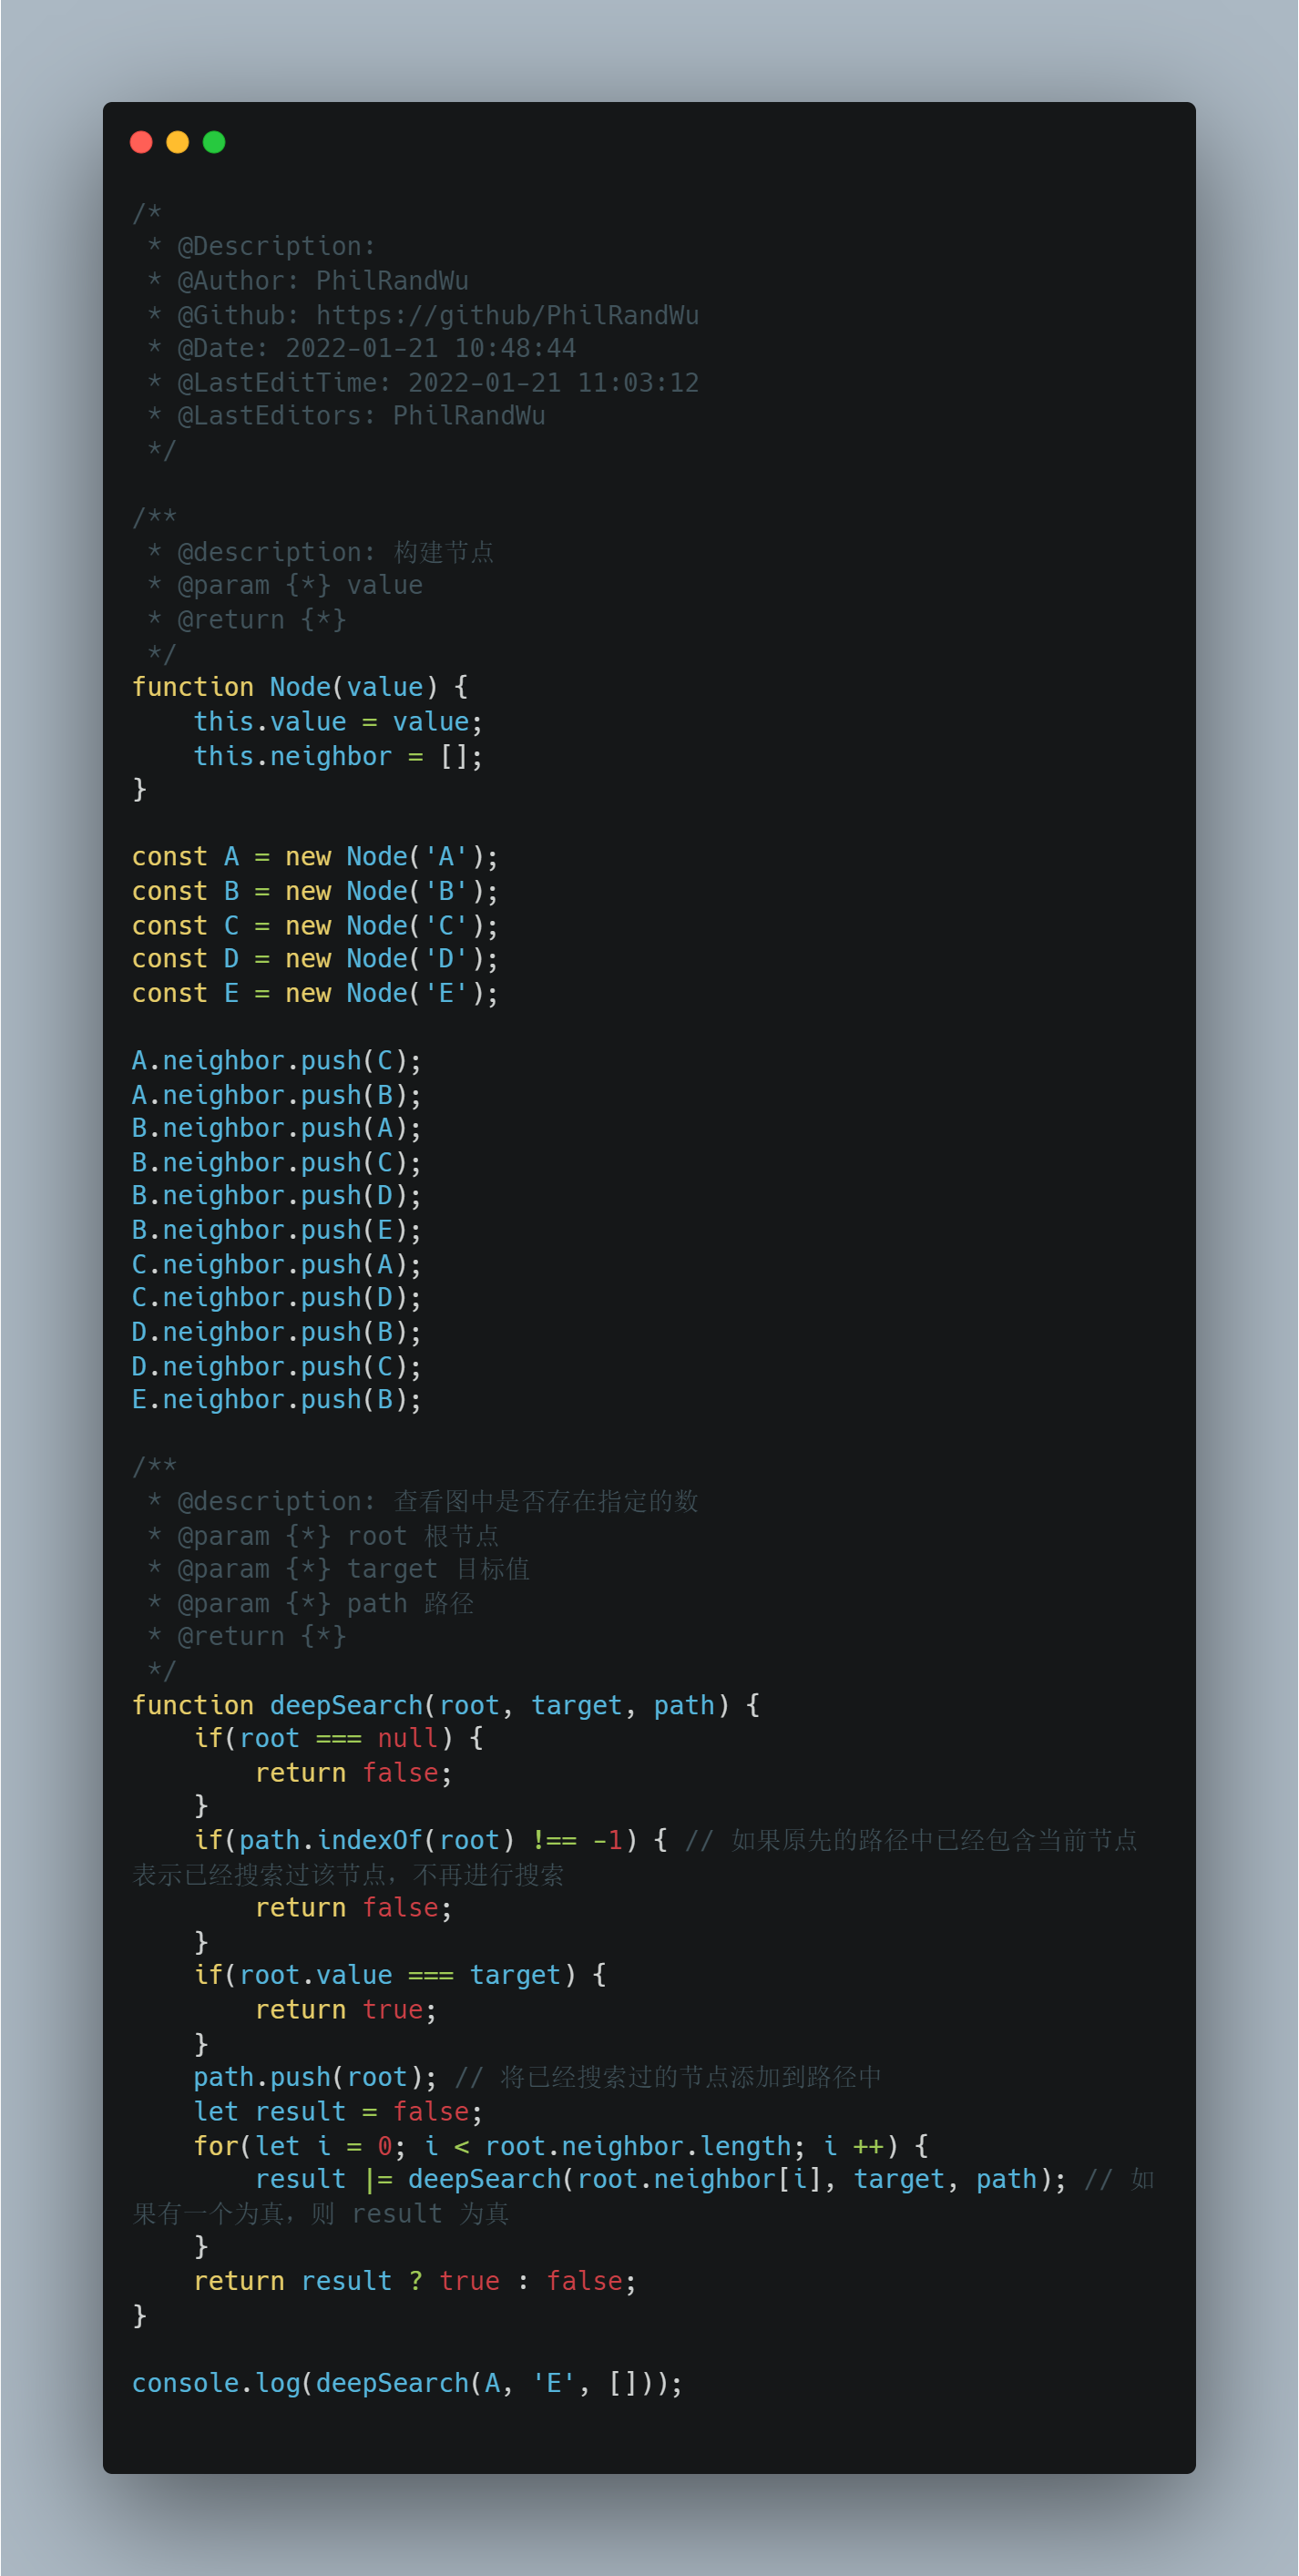 /*
 * @Description: 
 * @Author: PhilRandWu
 * @Github: https://github/PhilRandWu
 * @Date: 2022-01-21 10:48:44
 * @LastEditTime: 2022-01-21 11:03:12
 * @LastEditors: PhilRandWu
 */

/**
 * @description: 构建节点
 * @param {*} value
 * @return {*}
 */
function Node(value) {
    this.value = value;
    this.neighbor = [];
}

const A = new Node('A');
const B = new Node('B');
const C = new Node('C');
const D = new Node('D');
const E = new Node('E');

A.neighbor.push(C);
A.neighbor.push(B);
B.neighbor.push(A);
B.neighbor.push(C);
B.neighbor.push(D);
B.neighbor.push(E);
C.neighbor.push(A);
C.neighbor.push(D);
D.neighbor.push(B);
D.neighbor.push(C);
E.neighbor.push(B);

/**
 * @description: 查看图中是否存在指定的数
 * @param {*} root 根节点
 * @param {*} target 目标值
 * @param {*} path 路径
 * @return {*}
 */
function deepSearch(root, target, path) {
    if(root === null) {
        return false;
    }
    if(path.indexOf(root) !== -1) { // 如果原先的路径中已经包含当前节点
表示已经搜索过该节点，不再进行搜索
        return false;
    }
    if(root.value === target) {
        return true;
    }
    path.push(root); // 将已经搜索过的节点添加到路径中
    let result = false;
    for(let i = 0; i < root.neighbor.length; i ++) {
        result |= deepSearch(root.neighbor[i], target, path); // 如
果有一个为真，则 result 为真
    }
    return result ? true : false;
}

console.log(deepSearch(A, 'E', []));